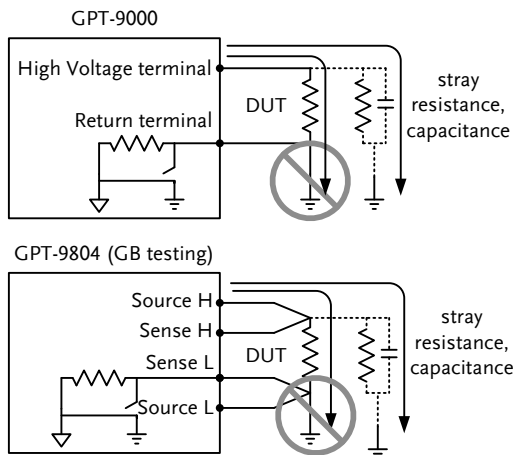 GPT-9000
High Voltage terminal
DUT
Return terminal
stray
resistance,
capacitance
GPT-9804 (GB testing)
Source H
Sense H
Sense L
DUT
Source L
stray
resistance,
capacitance